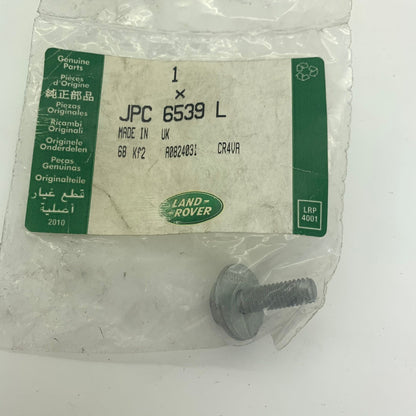 Genuine
Parts
Pièces
d'Origine
純正部品
Piezas
Originales
Ricambi
Originali
Originele
Onderdelen
Peças
Genuinas
Originalteile
قطع غيار
أصلية
2010
1
×
JPC 6539 L
MADE IN UK
6B Kf2 A0824031 CR4VA
LAND-
-ROVER
LRP
4001